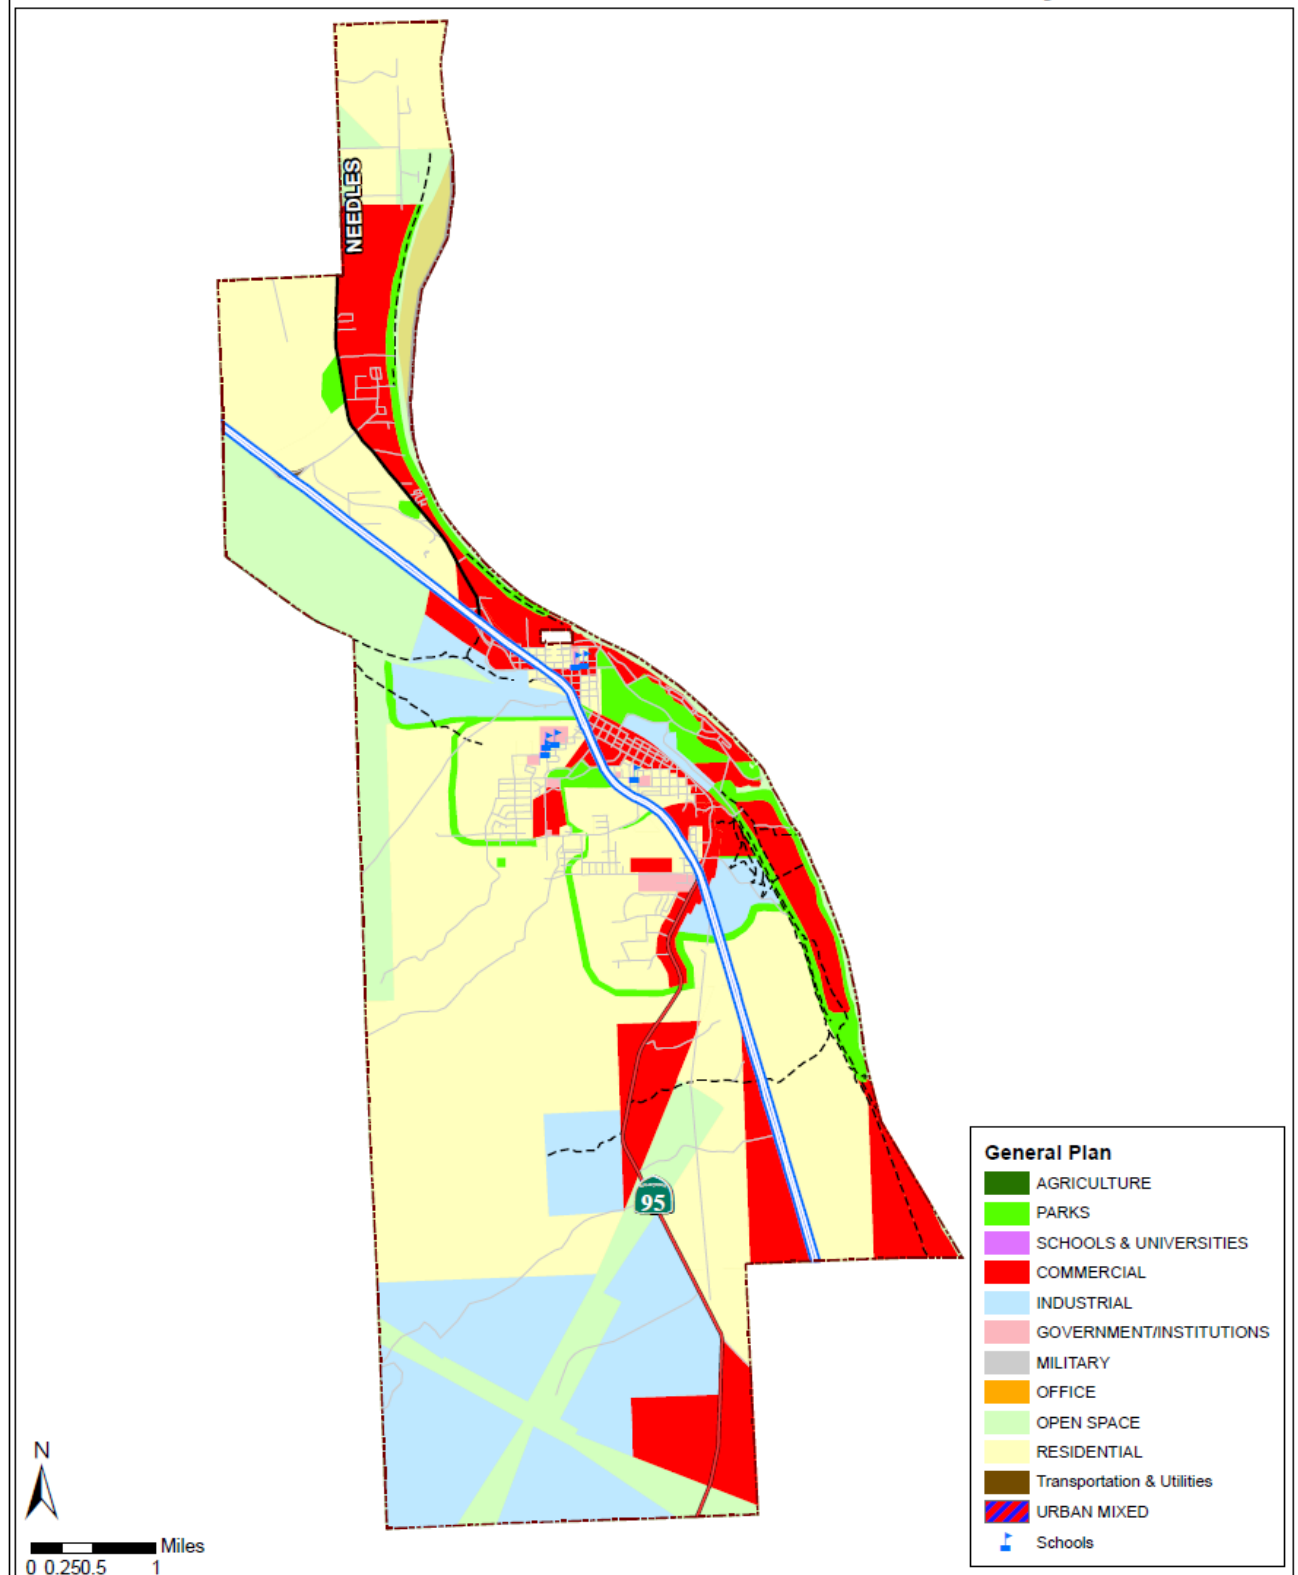 NEEDLES
95
General Plan
AGRICULTURE
PARKS
SCHOOLS & UNIVERSITIES
COMMERCIAL
INDUSTRIAL
GOVERNMENT/INSTITUTIONS
MILITARY
OFFICE
OPEN SPACE
RESIDENTIAL
Transportation & Utilities
URBAN MIXED
Schools
N
Miles
0 0.250.5 1